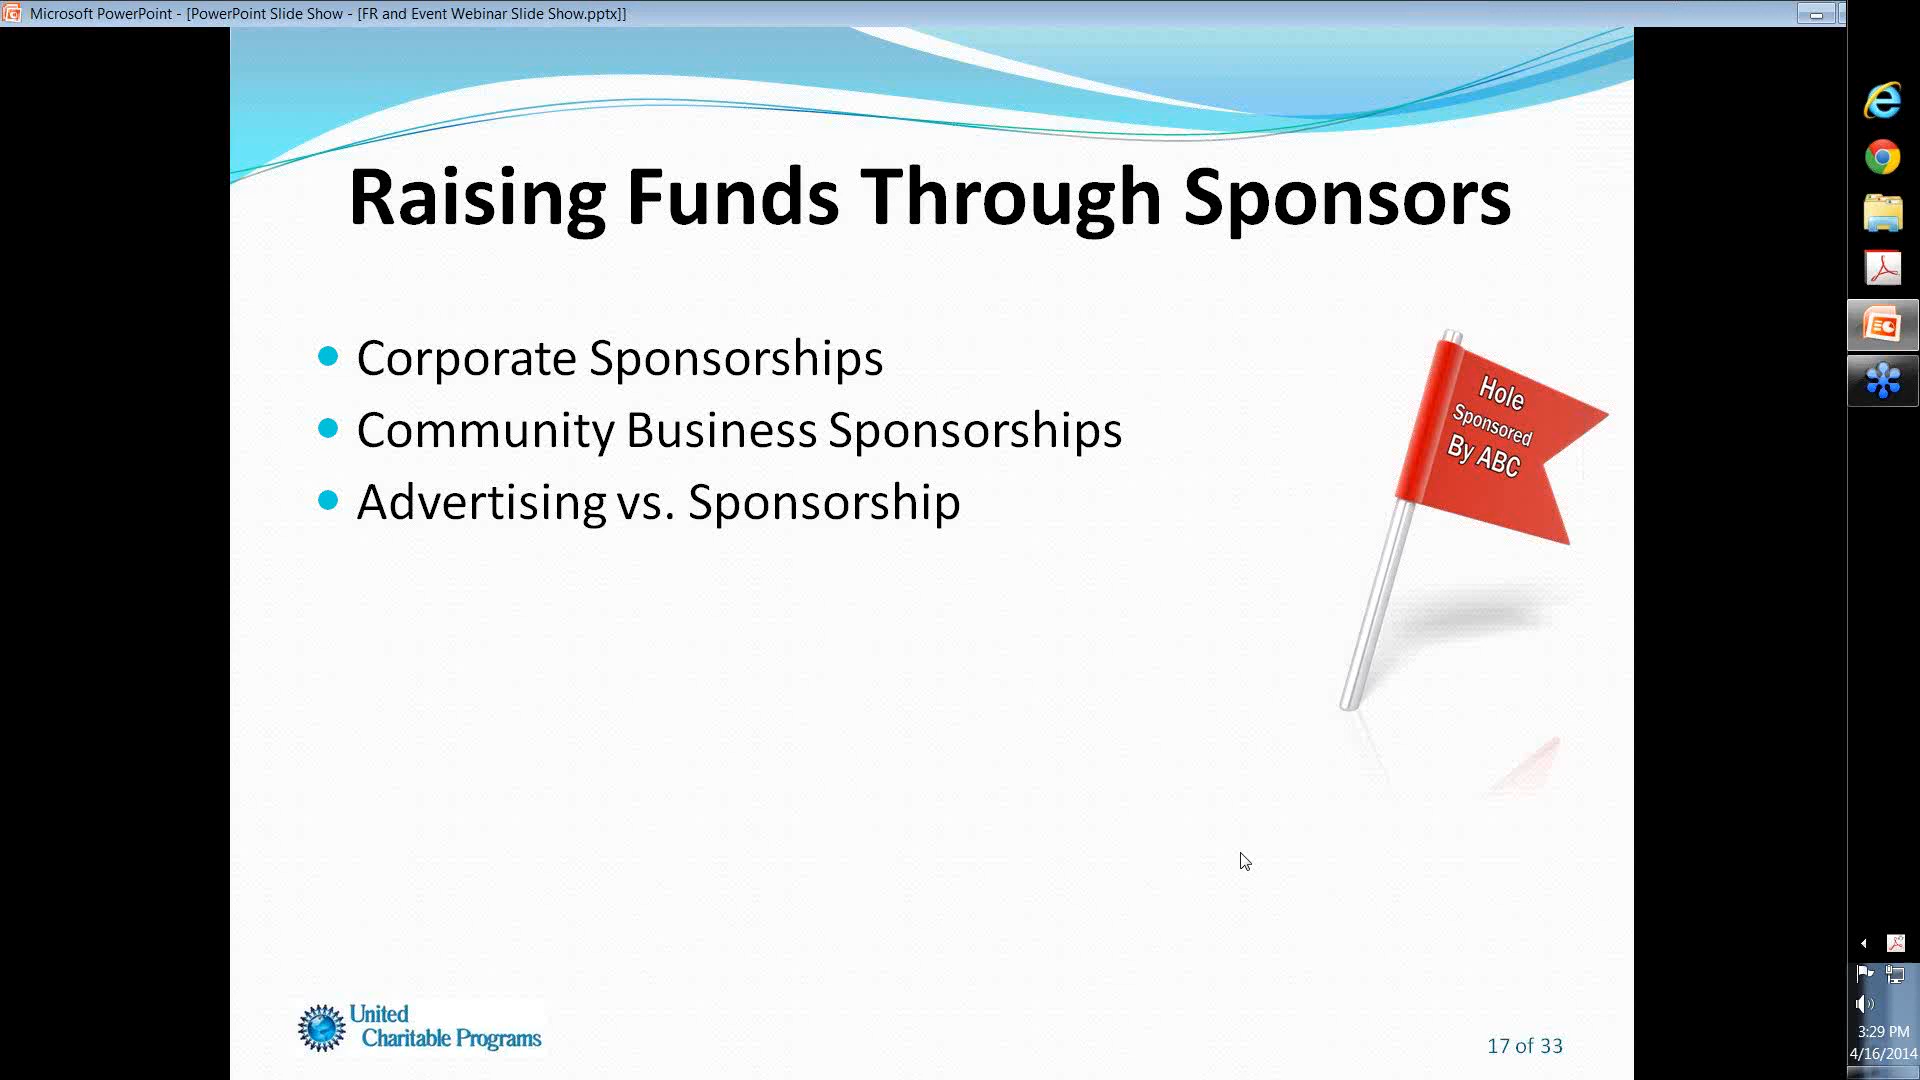 Microsoft PowerPoint - [PowerPoint Slide Show - [FR and Event Webinar Slide Show.pptx]]
Raising Funds Through Sponsors
Corporate Sponsorships
Community Business Sponsorships
Advertising vs. Sponsorship
Hole
Sponsored
By ABC
United
Charitable Programs
17 of 33
3:29 PM
4/16/2014